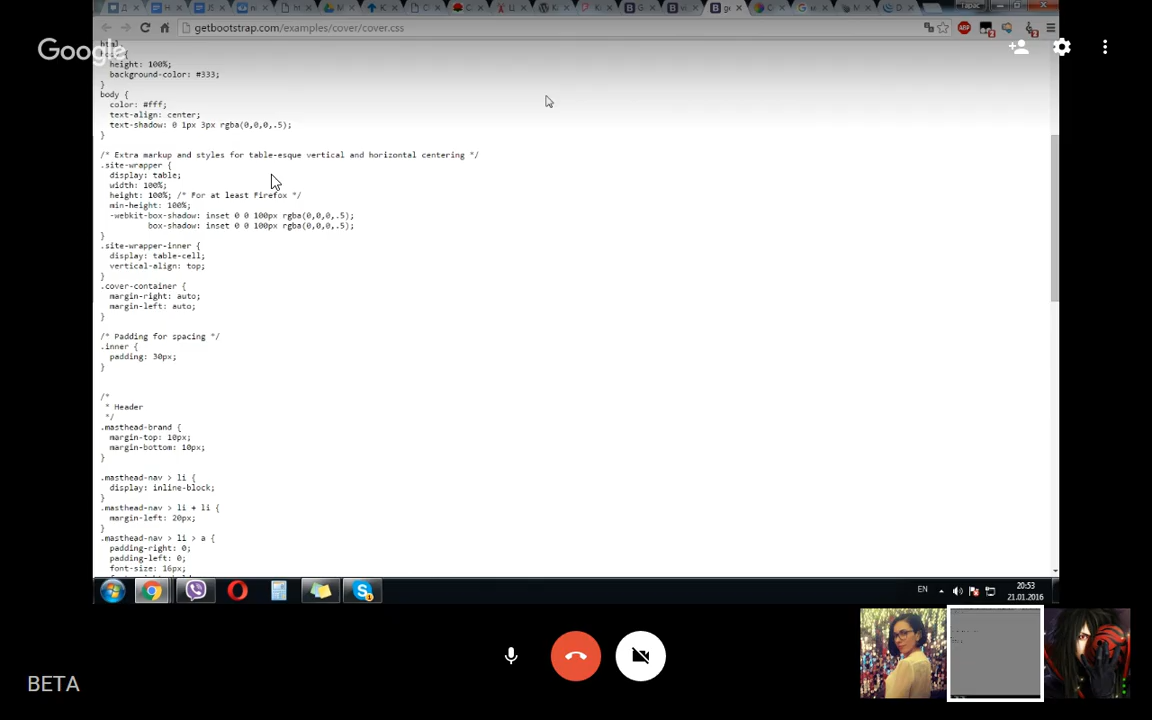 getbootstrap.com/examples/cover/cover.css
Google
height: 100%;
background-color: #333;
}
body {
color: #fff;
text-align: center;
text-shadow: 0 1px 3px rgba(0,0,0,.5);
}
/* Extra markup and styles for table-esque vertical and horizontal centering */
.site-wrapper {
display: table;
width: 100%;
height: 100%; /* For at least Firefox */
min-height: 100%;
-webkit-box-shadow: inset 0 0 100px rgba(0,0,0,.5);
box-shadow: inset 0 0 100px rgba(0,0,0,.5);
}
.site-wrapper-inner {
display: table-cell;
vertical-align: top;
}
.cover-container {
margin-right: auto;
margin-left: auto;
}
/* Padding for spacing */
.inner {
padding: 30px;
}
/*
* Header
*/
.masthead-brand {
margin-top: 10px;
margin-bottom: 10px;
}
.masthead-nav > li {
display: inline-block;
}
.masthead-nav > li + li {
margin-left: 20px;
}
.masthead-nav > li > a {
padding-right: 0;
padding-left: 0;
font-size: 16px;
EN
20:53
21.01.2016
BETA